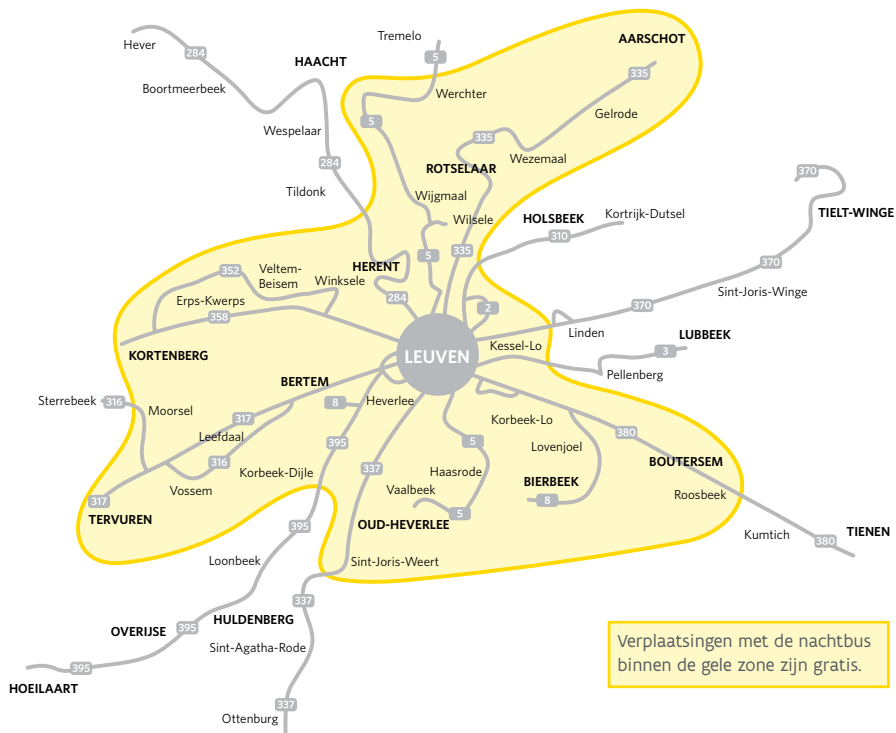 Tremelo
AARSCHOT
Hever
284
5
HAACHT
335
Boortmeerbeek
Werchter
Gelrode
5
Wespelaar
335
Wezemaal
284
ROTSELAAR
370
Tildonk
Wijgmaal
Wilsele
HOLSBEEK
Kortrijk-Dutsel
TIELT-WINGE
310
335
5
370
HERENT
352
Veltem-
Beisem
Winksele
Sint-Joris-Winge
Erps-Kwerps
284
2
370
358
Linden
LUBBEEK
Kessel-Lo
3
KORTENBERG
LEUVEN
Pellenberg
BERTEM
Sterrebeek
316
Moorsel
8
Heverlee
317
Korbeek-Lo
Leefdaal
395
5
380
Lovenjoel
316
Korbeek-Dijle
337
Haasrode
BOUTERSEM
Vossem
Vaalbeek
BIERBEEK
Roosbeek
317
8
TERVUREN
5
OUD-HEVERLEE
395
Kumtich
380
TIENEN
Loonbeek
Sint-Joris-Weert
337
HULDENBERG
OVERIJSE
395
Sint-Agatha-Rode
Verplaatsingen met de nachtbus
binnen de gele zone zijn gratis.
395
HOEILAART
337
Ottenburg